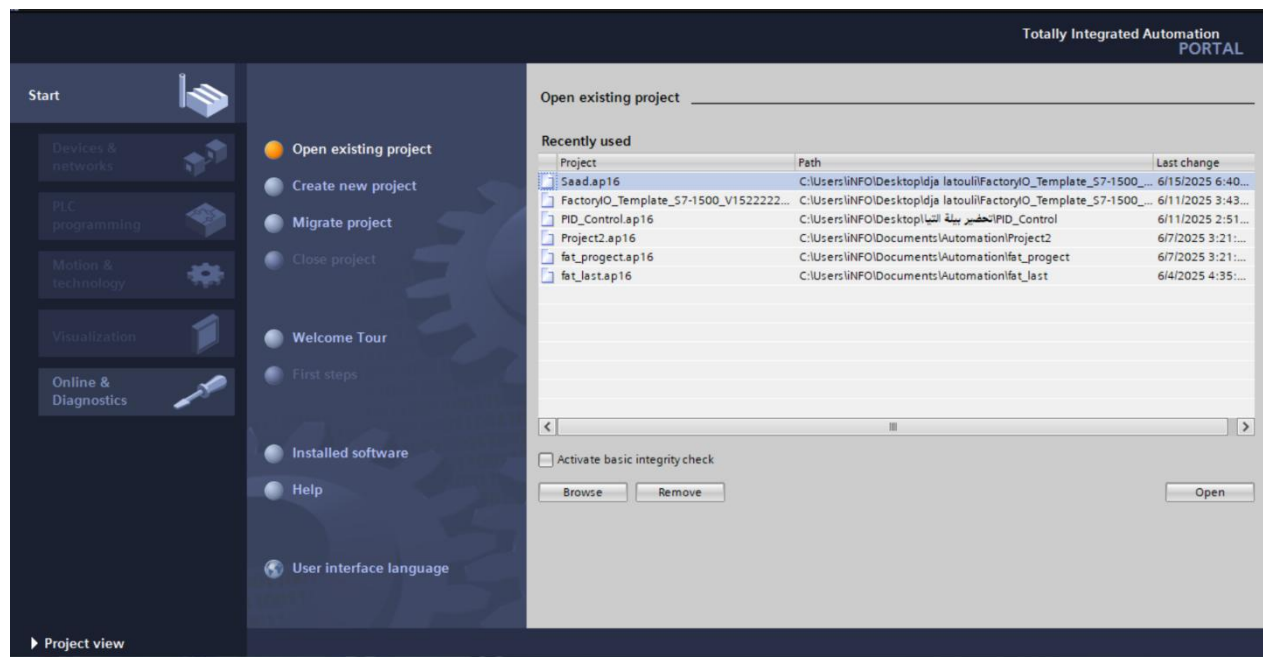 Totally Integrated Automation
PORTAL
Start
Devices &
networks
PLC
programming
Motion &
technology
Visualization
Online &
Diagnostics
Project view
Open existing project
Create new project
Migrate project
Close project
Welcome Tour
First steps
Installed software
Help
User interface language
Open existing project
Recently used
Project Path Last change
Saad.ap16 C:\Users\iNFO\Desktop\dja latouli\FactoryIO_Template_S7-1500_... 6/15/2025 6:40...
FactoryIO_Template_S7-1500_V1522222... C:\Users\iNFO\Desktop\dja latouli\FactoryIO_Template_S7-1500_... 6/11/2025 3:43...
PID_Control.ap16 C:\Users\iNFO\Desktop\تحضير بيلة التيا\PID_Control 6/11/2025 2:51...
Project2.ap16 C:\Users\iNFO\Documents\Automation\Project2 6/7/2025 3:21:...
fat_progect.ap16 C:\Users\iNFO\Documents\Automation\fat_progect 6/7/2025 3:21:...
fat_last.ap16 C:\Users\iNFO\Documents\Automation\fat_last 6/4/2025 4:35:...
Activate basic integrity check
Browse Remove Open